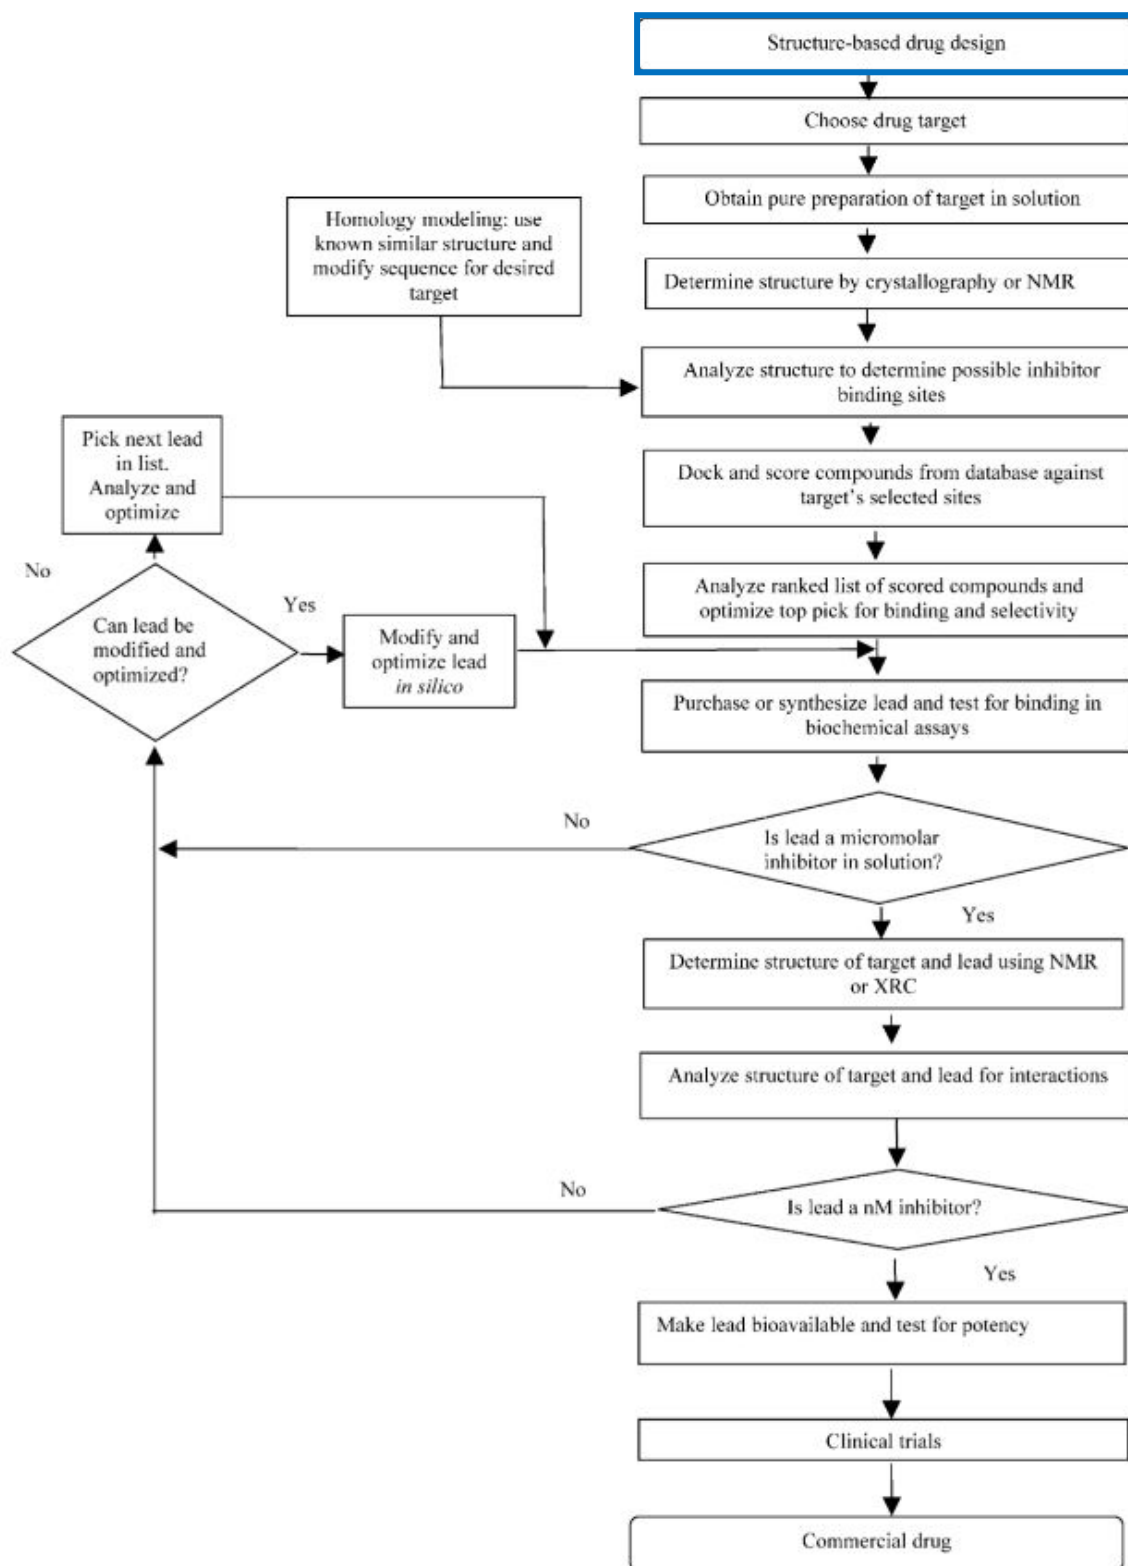 Structure-based drug design
Choose drug target
Obtain pure preparation of target in solution
Homology modeling: use
known similar structure and
modify sequence for desired
target
Determine structure by crystallography or NMR
Analyze structure to determine possible inhibitor
binding sites
Pick next lead
in list.
Analyze and
optimize
Dock and score compounds from database against
target's selected sites
No
Analyze ranked list of scored compounds and
optimize top pick for binding and selectivity
Yes
Can lead be
modified and
optimized?
Modify and
optimize lead
in silico
Purchase or synthesize lead and test for binding in
biochemical assays
No
Is lead a micromolar
inhibitor in solution?
Yes
Determine structure of target and lead using NMR
or XRC
Analyze structure of target and lead for interactions
No
Is lead a nM inhibitor?
Yes
Make lead bioavailable and test for potency
Clinical trials
Commercial drug